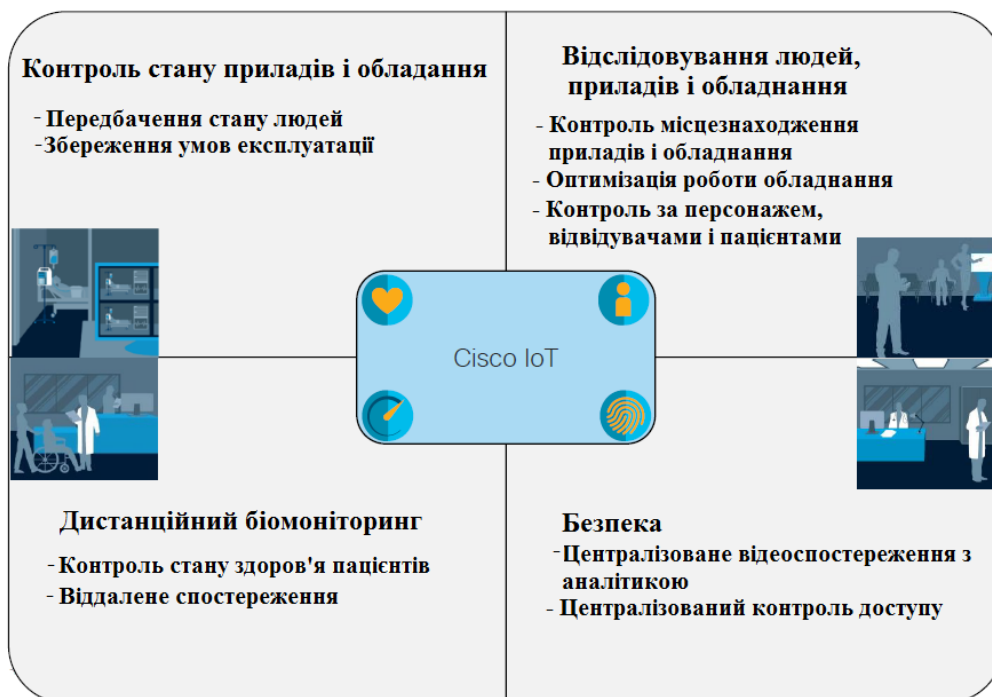 Контроль стану приладів і обладання
- Передбачення стану людей
-Збереження умов експлуатації
Відслідовування людей,
приладів і обладнання
- Контроль місцезнаходження
приладів і обладнання
- Оптимізація роботи обладнання
- Контроль за персонажем,
відвідувачами і пацієнтами
Cisco IoT
Дистанційний біомоніторинг
- Контроль стану здоров'я пацієнтів
- Віддалене спостереження
Безпека
-Централізоване відеоспостереження з
аналітикою
- Централізований контроль доступу